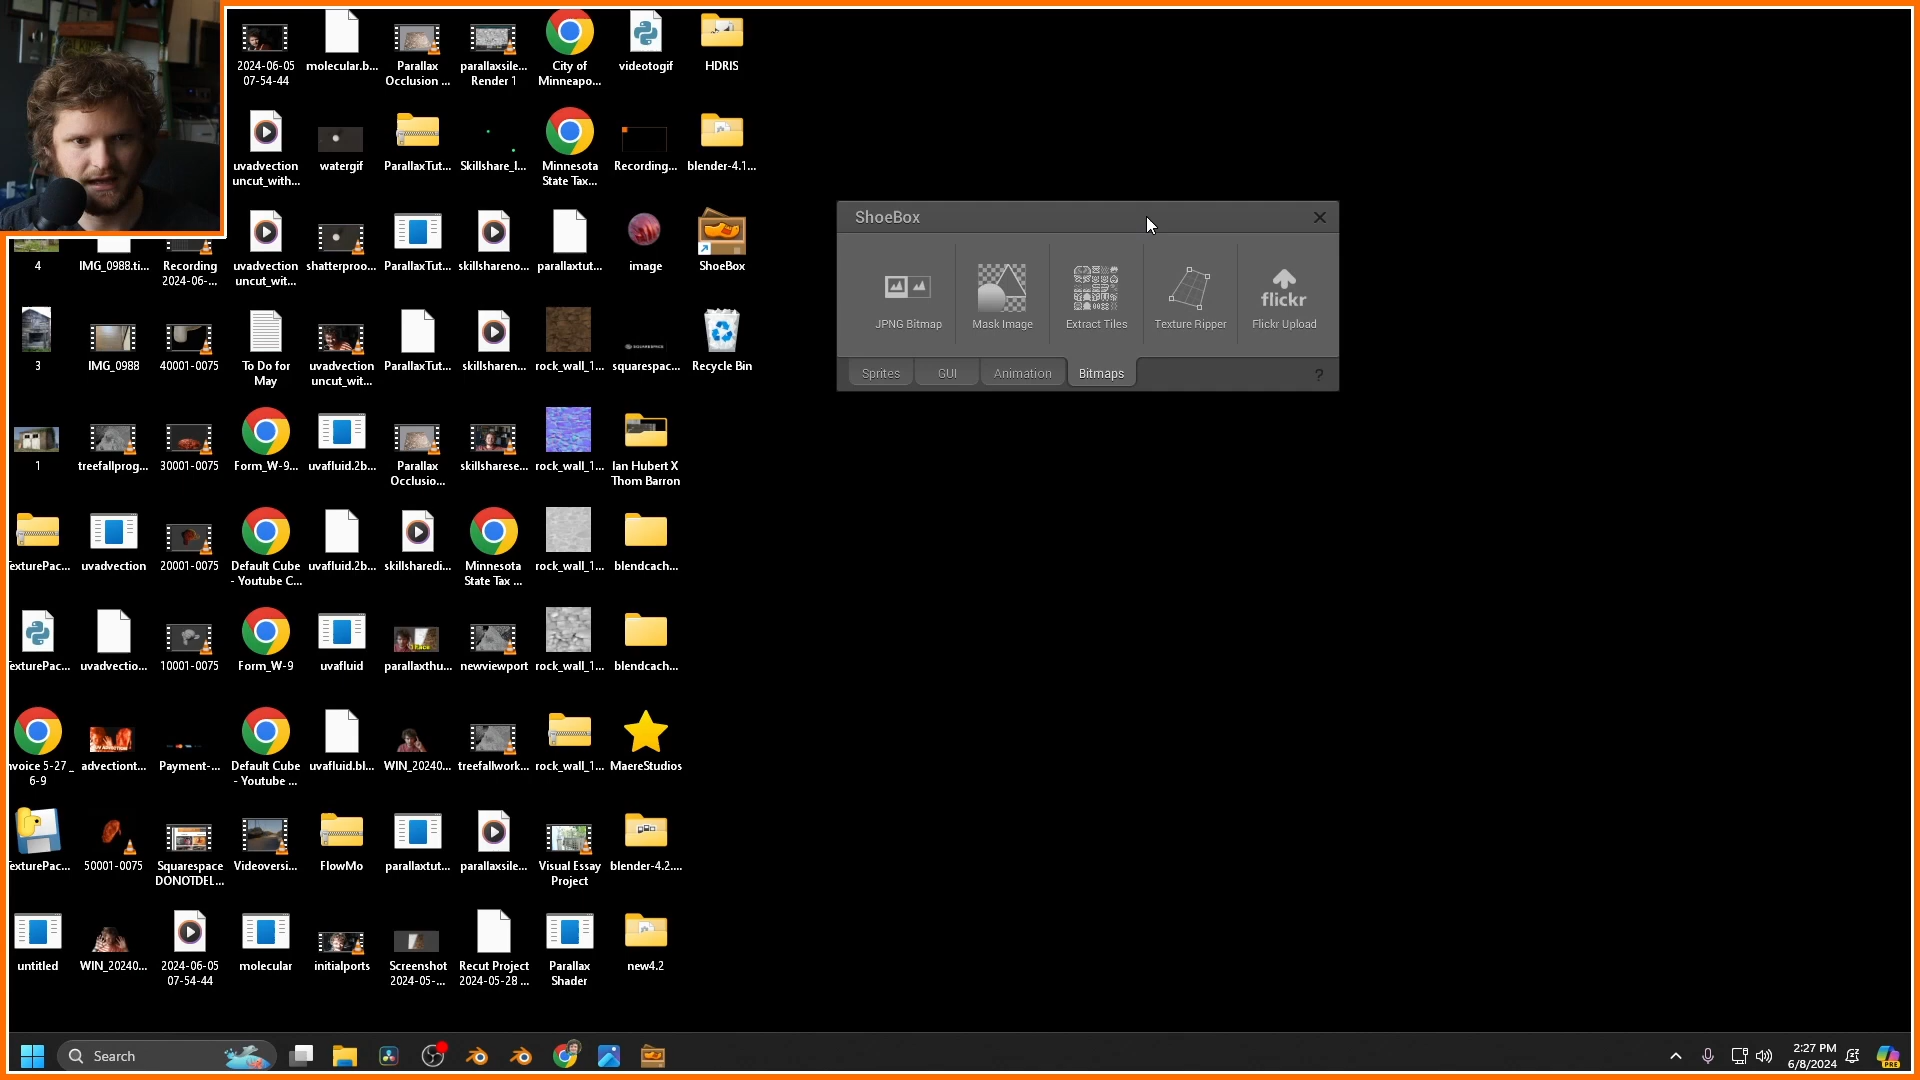 2024-06-05
07-54-44
molecular.b...
Parallax
Occlusion ...
parallaxsile...
Render 1
City of
Minneapo...
videotogif
HDRIS
uvadvection
uncut_with...
watergif
ParallaxTut...
Skillshare_I...
Minnesota
State Tax...
Recording...
blender-4.1...
ShoeBox
4
IMG_0988.ti...
Recording
2024-06-...
uvadvection
uncut_wit...
shatterproo...
ParallaxTut...
skillshareno...
parallaxtut...
image
ShoeBox
JPNG Bitmap
Mask Image
Extract Tiles
Texture Ripper
flickr
Flickr Upload
Sprites
GUI
Animation
Bitmaps
?
3
IMG_0988
40001-0075
To Do for
May
uvadvection
uncut_wit...
ParallaxTut...
skillsharen...
rock_wall_1...
squarespac...
Recycle Bin
1
treefallprog...
30001-0075
Form_W-9...
uvafluid.2b...
Parallax
Occlusio...
skillsharese...
rock_wall_1...
Ian Hubert X
Thom Barron
exturePac...
uvadvection
20001-0075
Default Cube
- Youtube C...
uvafluid.2b...
skillsharedi...
Minnesota
State Tax ...
rock_wall_1...
blendcach...
exturePac...
uvadvectio...
10001-0075
Form_W-9
uvafluid
parallaxthu...
newviewport
rock_wall_1...
blendcach...
nvoice 5-27_
6-9
advectiont...
Payment-...
Default Cube
- Youtube ...
uvafluid.bl...
WIN_20240...
treefallwork...
rock_wall_1...
MaereStudios
exturePac...
50001-0075
Squarespace
DONOTDEL...
Videoversi...
FlowMo
parallaxtut...
parallaxsile...
Visual Essay
Project
blender-4.2....
untitled
WIN_20240...
2024-06-05
07-54-44
molecular
initialports
Screenshot
2024-05-...
Recut Project
2024-05-28 ...
Parallax
Shader
new4.2
Search
2:27 PM
6/8/2024
PRE